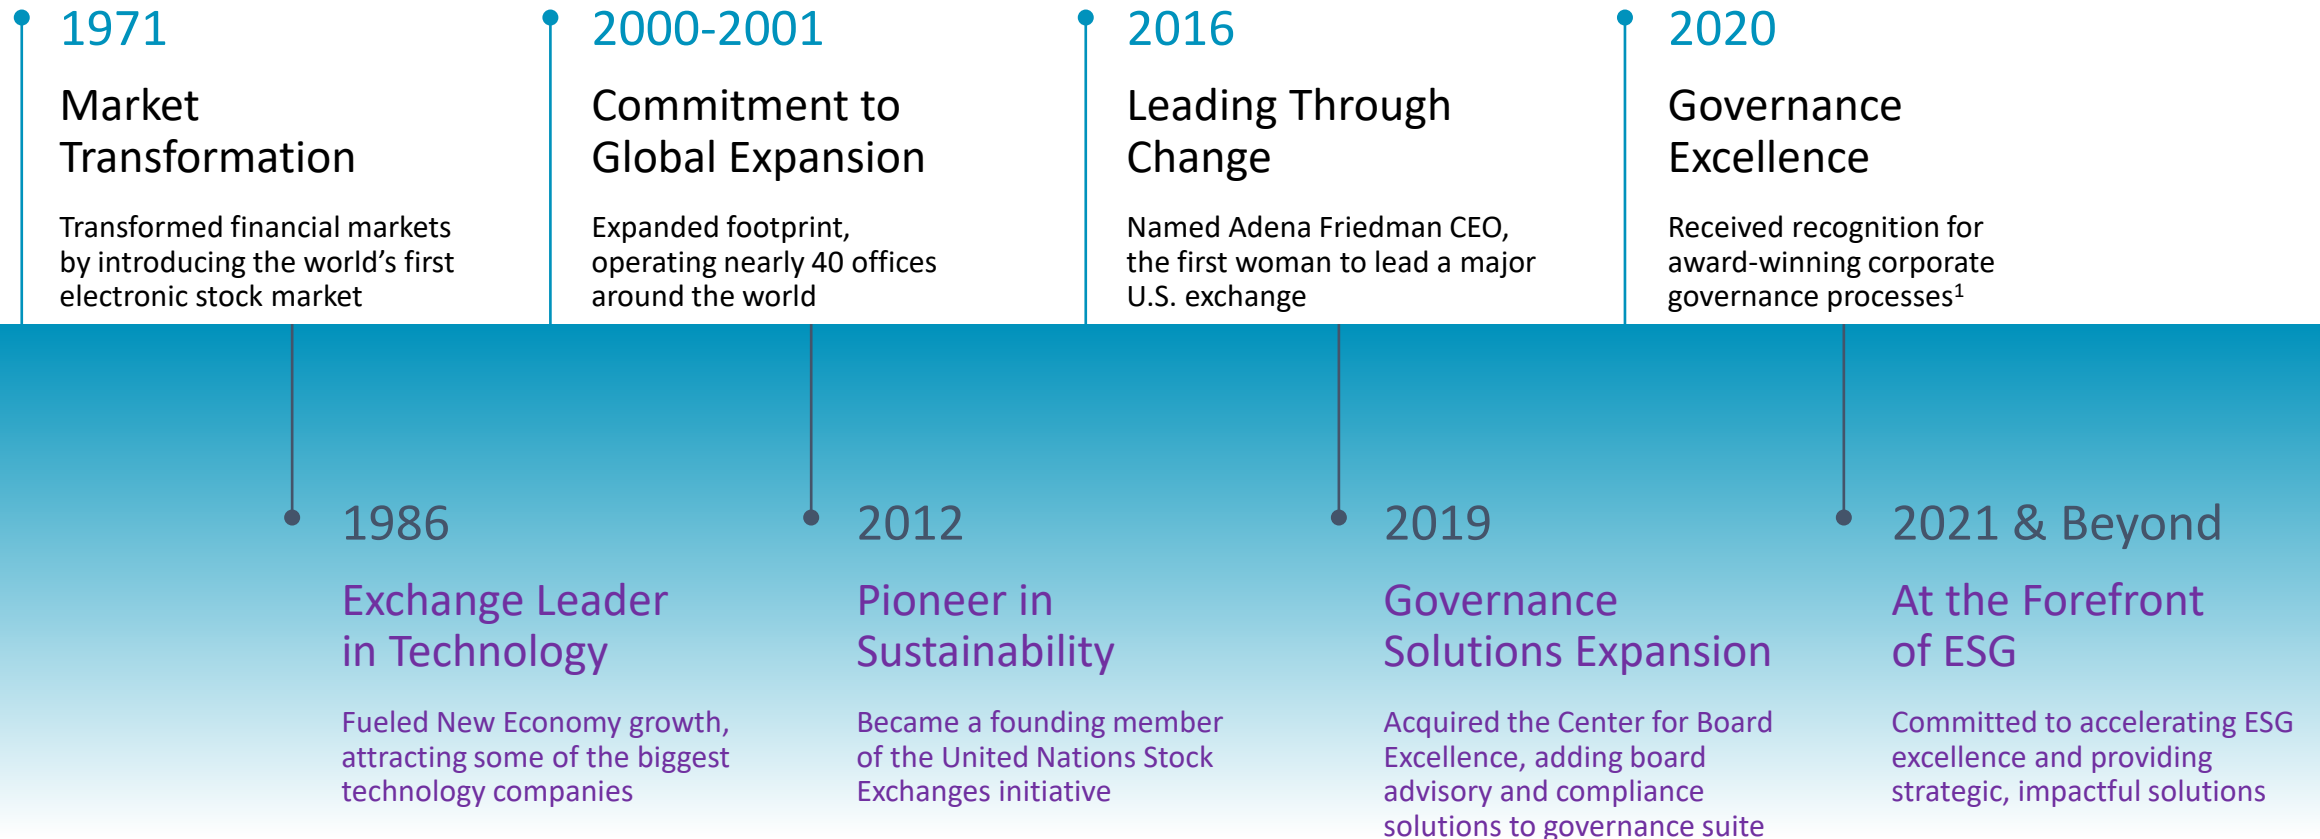 1971
Market
Transformation
Transformed financial markets
by introducing the world’s first
electronic stock market
2000-2001
Commitment to
Global Expansion
Expanded footprint,
operating nearly 40 offices
around the world
2016
Leading Through
Change
Named Adena Friedman CEO,
the first woman to lead a major
U.S. exchange
2020
Governance
Excellence
Received recognition for
award-winning corporate
governance processes¹
1986
Exchange Leader
in Technology
Fueled New Economy growth,
attracting some of the biggest
technology companies
2012
Pioneer in
Sustainability
Became a founding member
of the United Nations Stock
Exchanges initiative
2019
Governance
Solutions Expansion
Acquired the Center for Board
Excellence, adding board
advisory and compliance
solutions to governance suite
2021 & Beyond
At the Forefront
of ESG
Committed to accelerating ESG
excellence and providing
strategic, impactful solutions